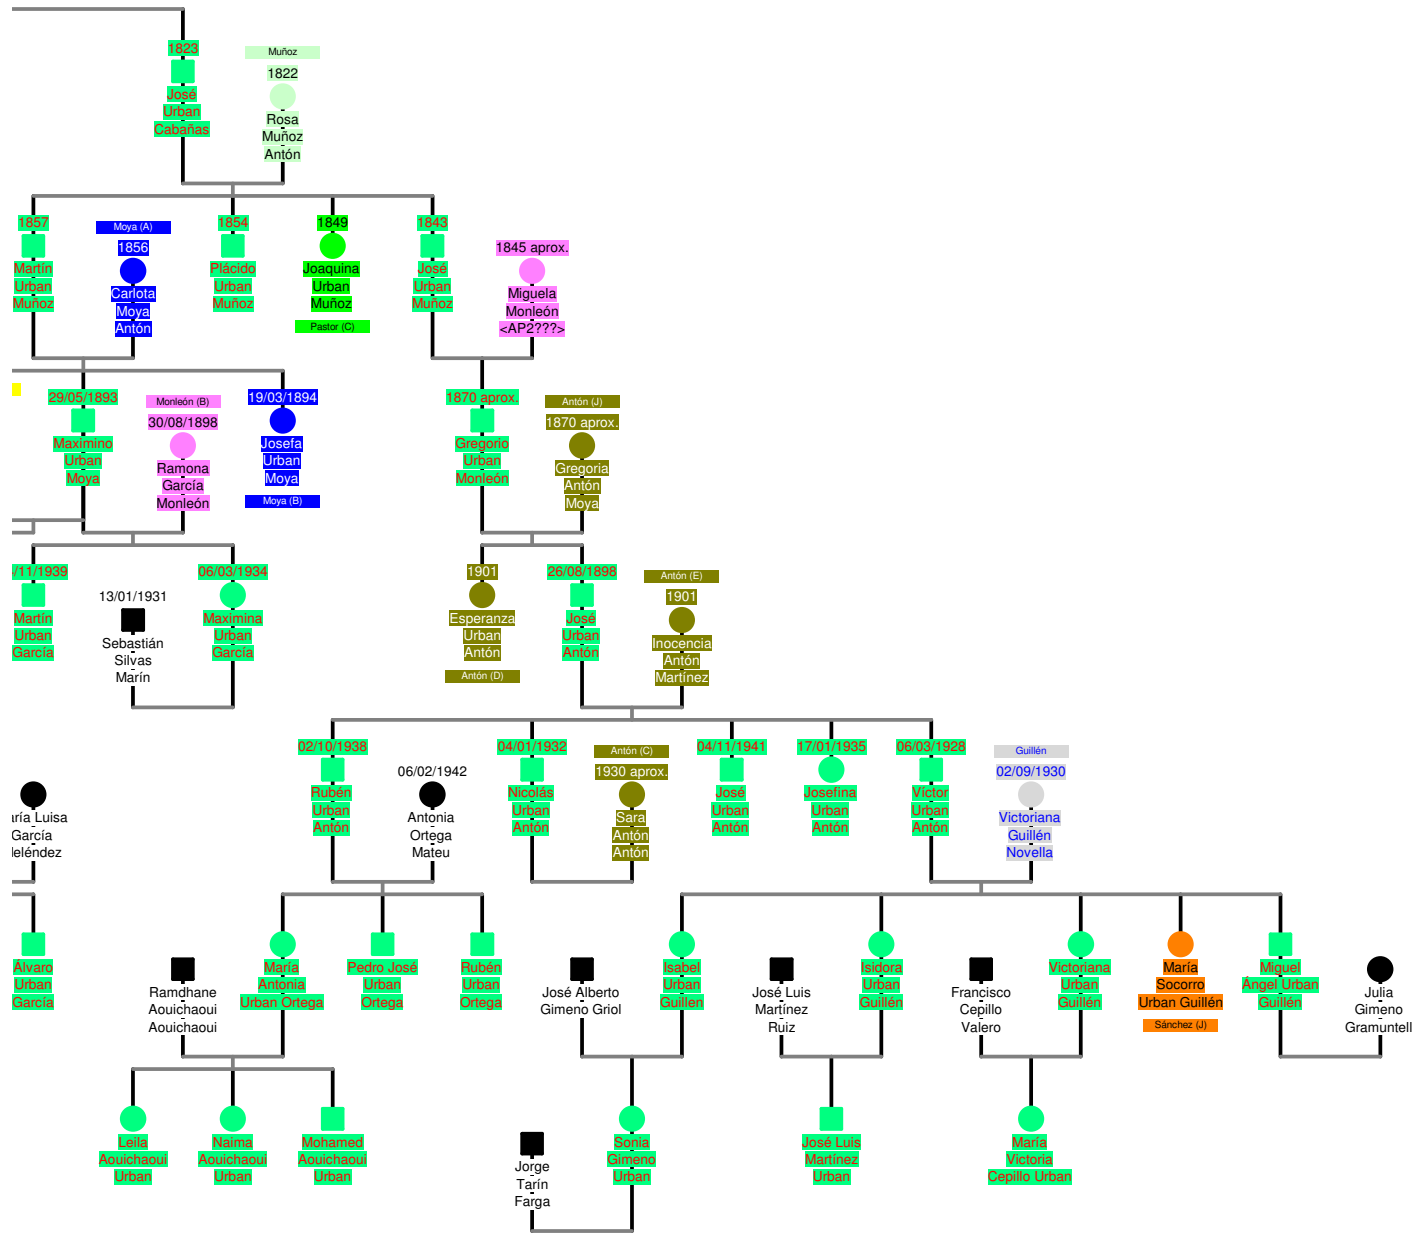 1823
José
Urban
Cabañas
Muñoz
1822
Rosa
Muñoz
Antón
1857
Martín
Urban
Muñoz
Moya (A)
1856
Carlota
Moya
Antón
1854
Plácido
Urban
Muñoz
1849
Joaquina
Urban
Muñoz
Pastor (C)
1843
José
Urban
Muñoz
1845 aprox.
Miguela
Monleón
<AP2???>
29/05/1893
Maximino
Urban
Moya
Monleón (B)
30/08/1898
Ramona
García
Monleón
19/03/1894
Josefa
Urban
Moya
Moya (B)
1870 aprox.
Gregorio
Urban
Monleón
Antón (J)
1870 aprox.
Gregoria
Antón
Moya
/11/1939
Martín
Urban
García
13/01/1931
Sebastián
Silvas
Marín
06/03/1934
Maximina
Urban
García
1901
Esperanza
Urban
Antón
Antón (D)
26/08/1898
José
Urban
Antón
Antón (E)
1901
Inocencia
Antón
Martínez
ría Luisa
García
eléndez
02/10/1938
Rubén
Urban
Antón
06/02/1942
Antonia
Ortega
Mateu
04/01/1932
Nicolás
Urban
Antón
Antón (C)
1930 aprox.
Sara
Antón
Antón
04/11/1941
José
Urban
Antón
17/01/1935
Josefina
Urban
Antón
06/03/1928
Víctor
Urban
Antón
Guillén
02/09/1930
Victoriana
Guillén
Novella
Álvaro
Urban
García
Ramdhane
Aouichaoui
Aouichaoui
María
Antonia
Urban Ortega
Pedro José
Urban
Ortega
Rubén
Urban
Ortega
José Alberto
Gimeno Griol
Isabel
Urban
Guillen
José Luis
Martínez
Ruiz
Isidora
Urban
Guillén
Francisco
Cepillo
Valero
Victoriana
Urban
Guillén
María
Socorro
Urban Guillén
Sánchez (J)
Miguel
Ángel Urban
Guillén
Julia
Gimeno
Gramuntell
Leila
Aouichaoui
Urban
Naima
Aouichaoui
Urban
Mohamed
Aouichaoui
Urban
Jorge
Tarín
Farga
Sonia
Gimeno
Urban
José Luis
Martínez
Urban
María
Victoria
Cepillo Urban